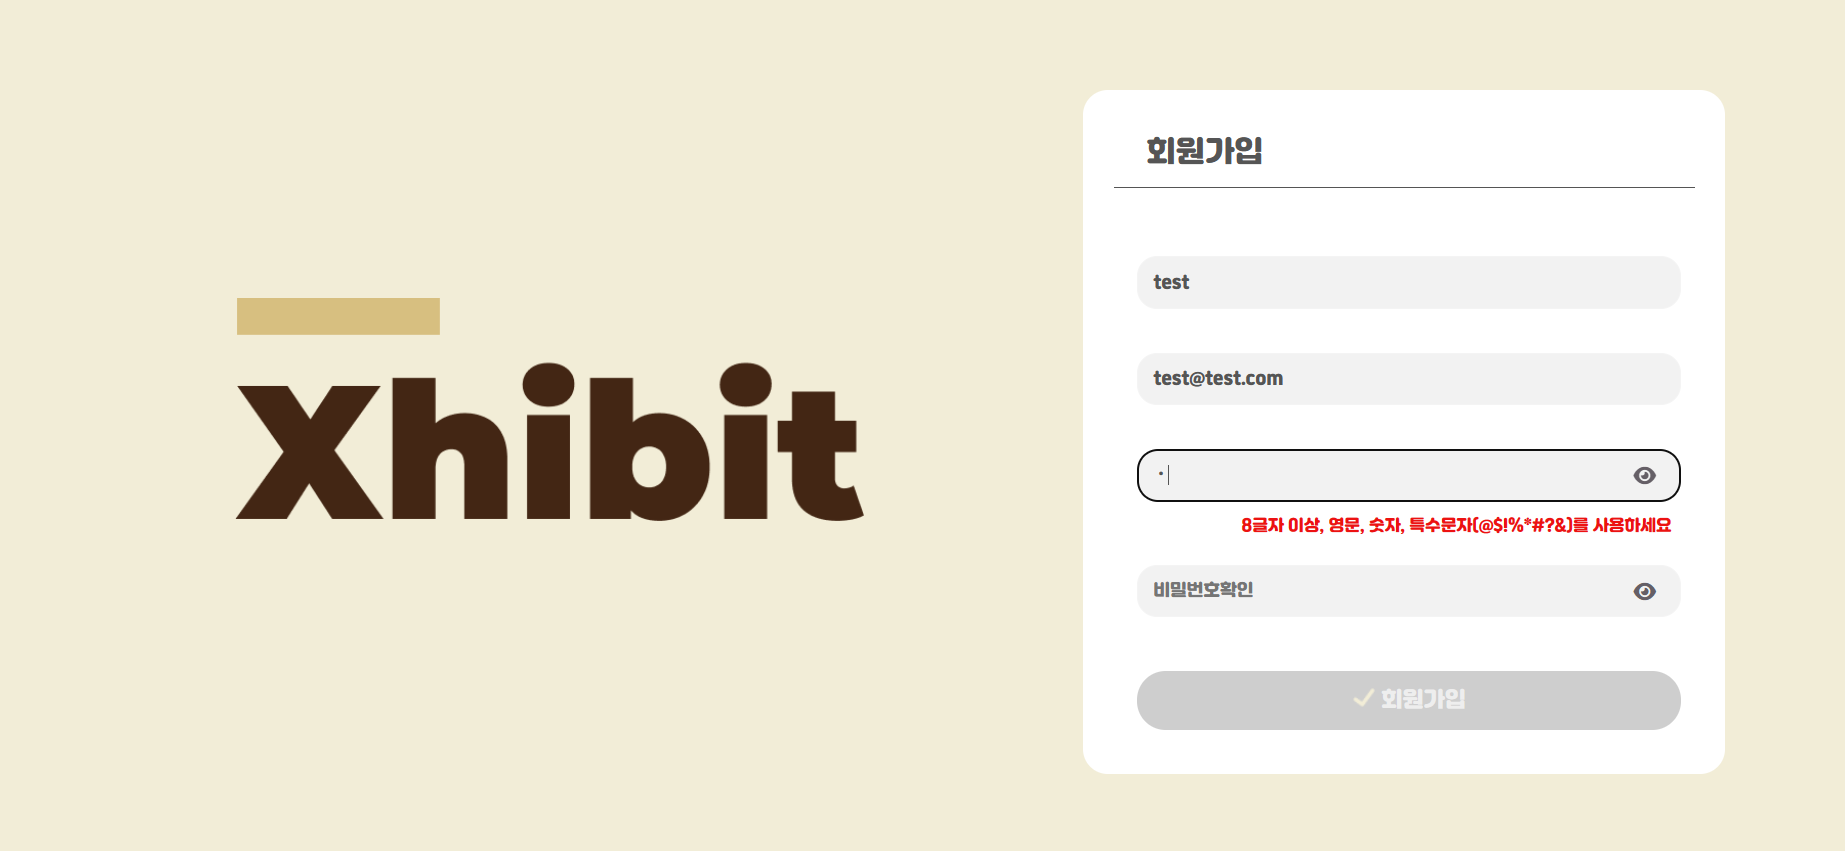 Xhibit
회원가입
test
test@test.com
8글자 이상, 영문, 숫자, 특수문자(@$!%*#?&)를 사용하세요
비밀번호확인
회원가입